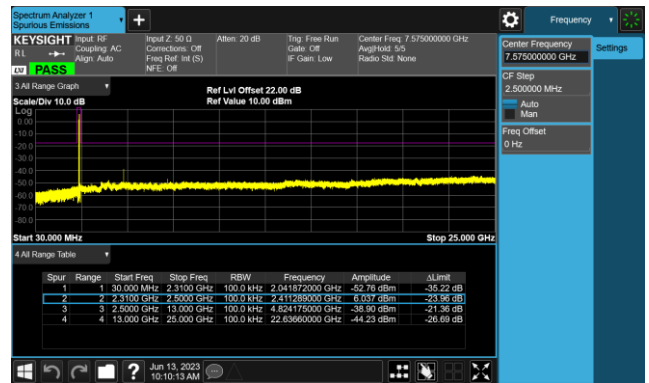 Spectrum Analyzer 1
Spurious Emissions
Frequency
KEYSIGHT
RL
PASS
Input: RF
Coupling: AC
Align: Auto
Input Z: 50 Ω
Corrections: Off
Freq Ref: Int (S)
NFE: Off
Atten: 20 dB
Trig: Free Run
Gate: Off
IF Gain: Low
Center Freq: 7.575000000 GHz
Avg|Hold: 5/5
Radio Std: None
Center Frequency
7.575000000 GHz
Settings
CF Step
2.500000 MHz
Auto
Man
Freq Offset
0 Hz
3 All Range Graph
Scale/Div 10.0 dB
Ref Lvl Offset 22.00 dB
Ref Value 10.00 dBm
Log
0.00
-10.0
-20.0
-30.0
-40.0
-50.0
-60.0
-70.0
-80.0
Start 30.000 MHz
Stop 25.000 GHz
4 All Range Table
Spur Range Start Freq Stop Freq RBW Frequency Amplitude ΔLimit
1 1 30.000 MHz 2.3100 GHz 100.0 kHz 2.041872000 GHz -52.76 dBm -35.22 dB
2 2 2.3100 GHz 2.5000 GHz 100.0 kHz 2.411289000 GHz 6.037 dBm -23.96 dB
3 3 2.5000 GHz 13.000 GHz 100.0 kHz 4.824175000 GHz -38.90 dBm -21.36 dB
4 4 13.000 GHz 25.000 GHz 100.0 kHz 22.63660000 GHz -44.23 dBm -26.69 dB
Jun 13, 2023
10:10:13 AM